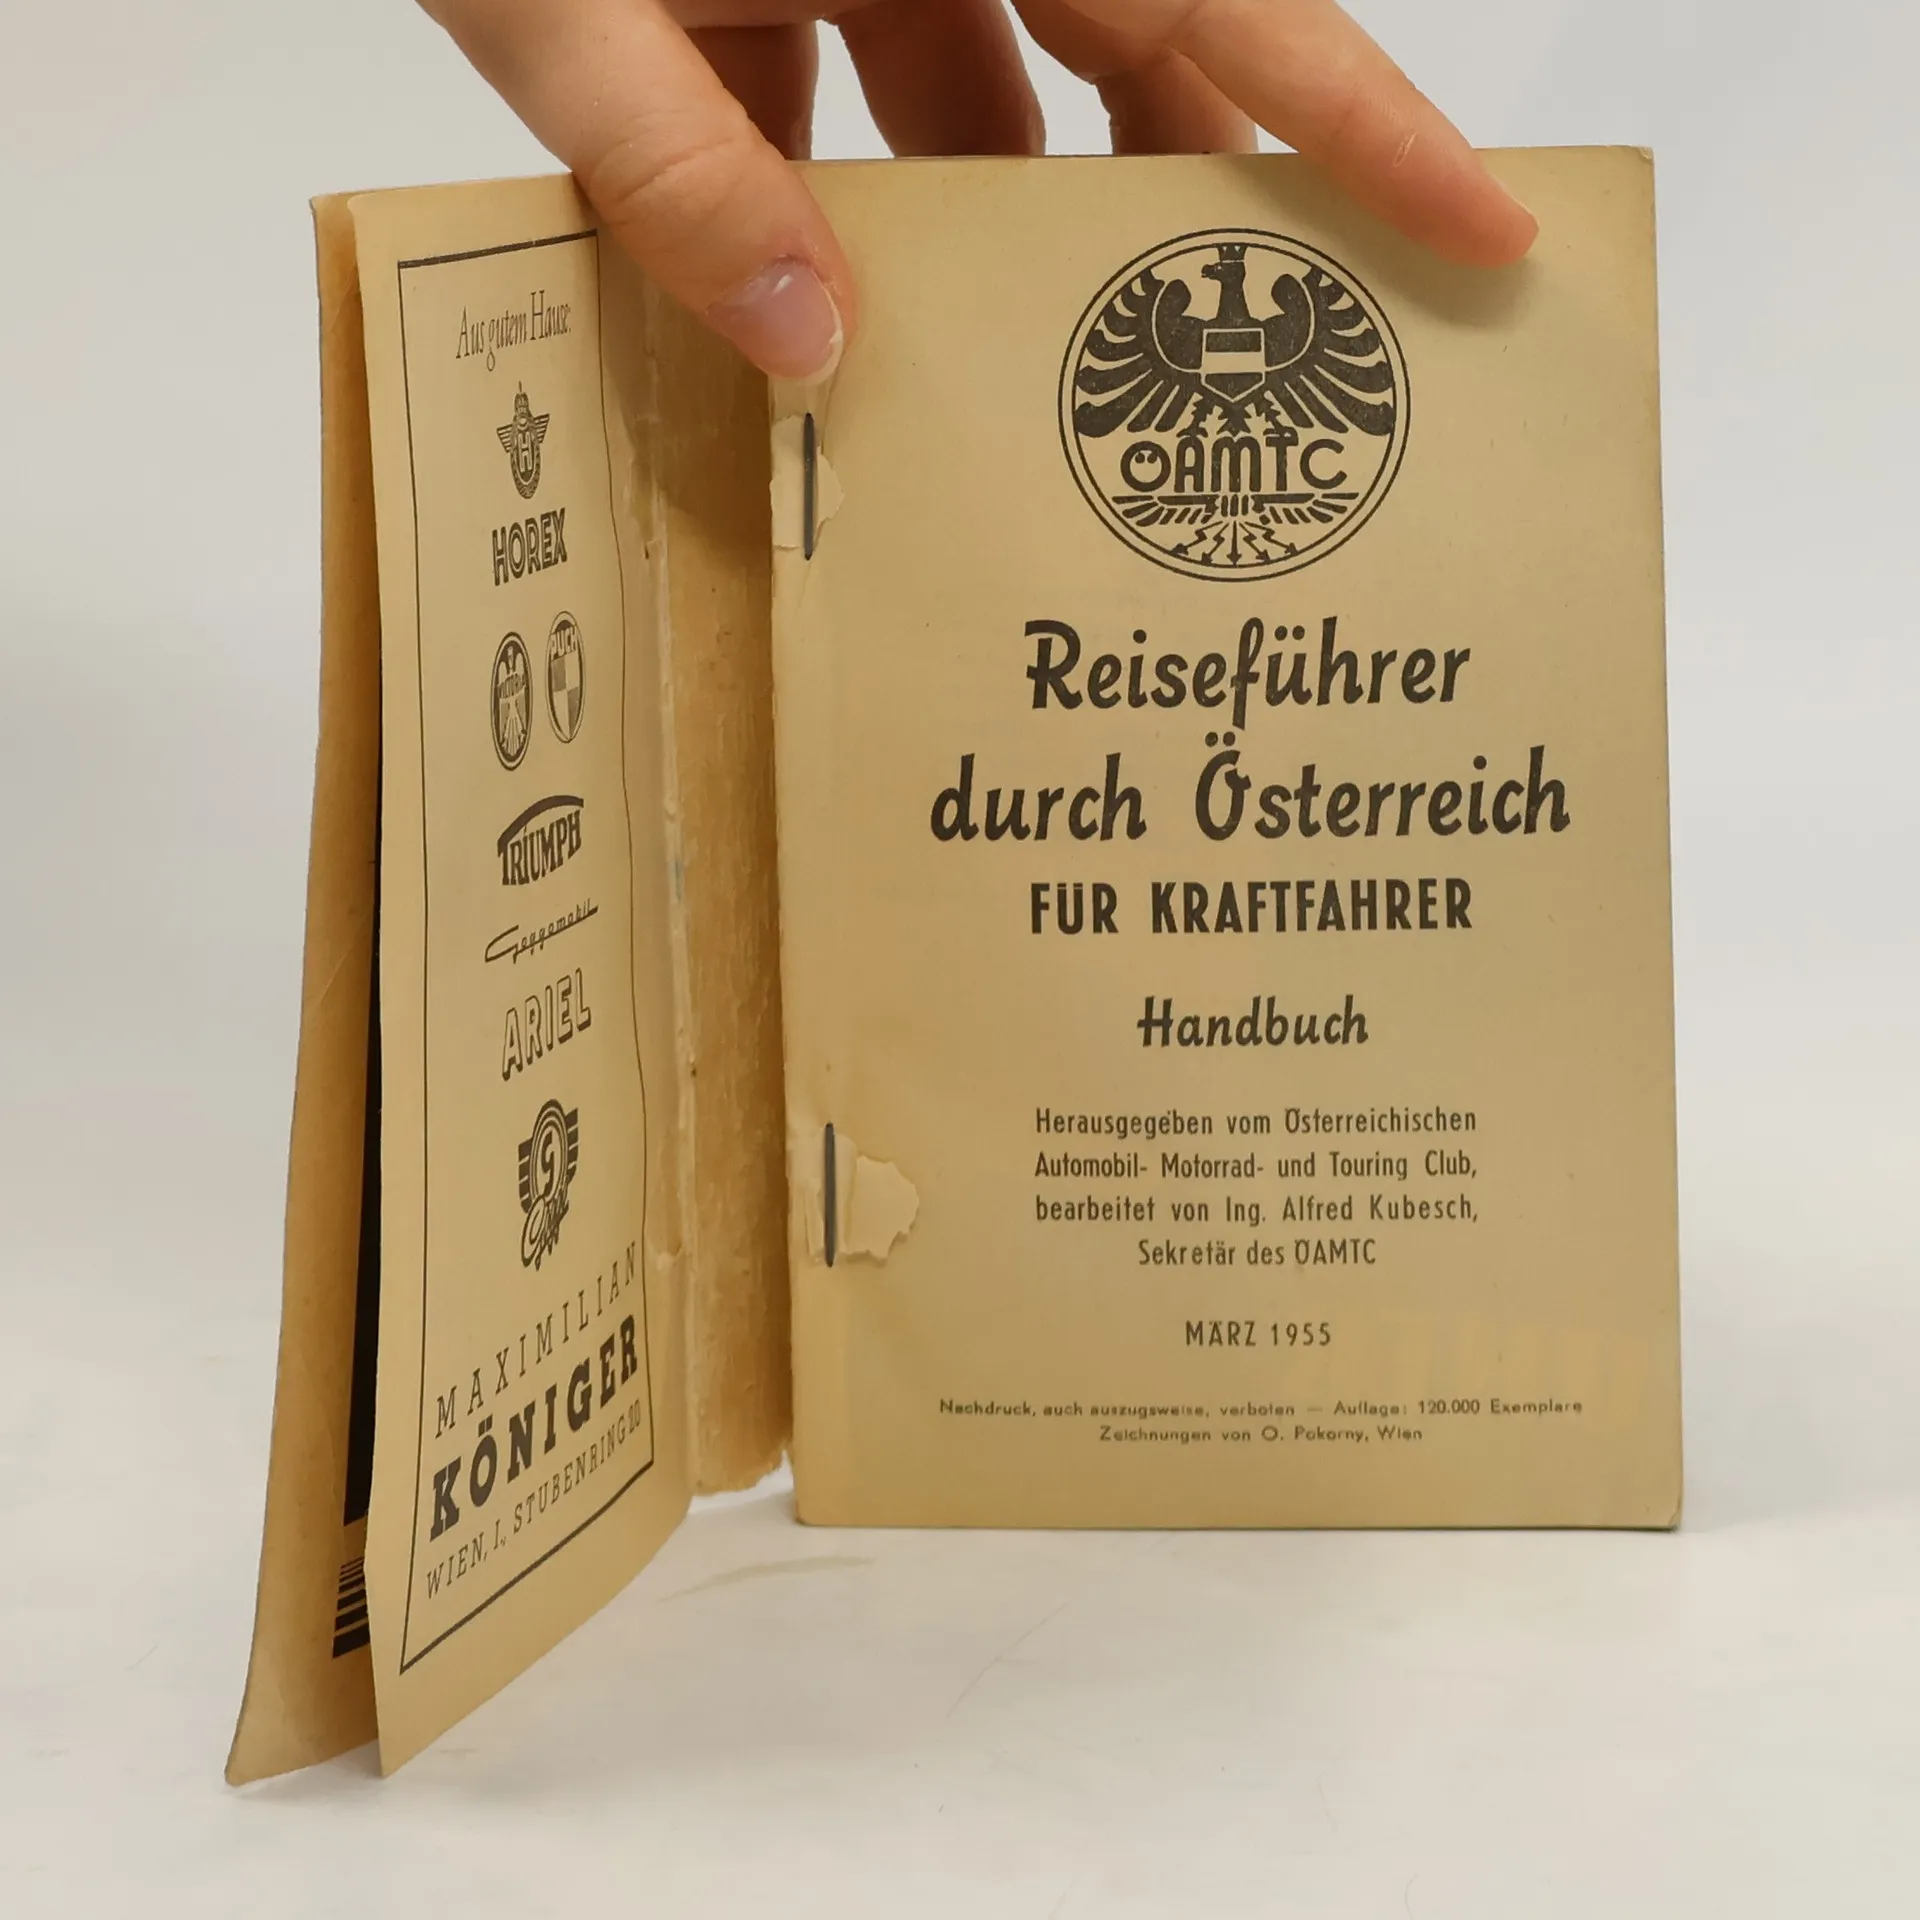 Aus gutem Hause:
H
HOREX
VICTORIA
PUCH
TRIUMPH
Goggomobil
ARIEL
G
MAXIMILIAN
KÖNIGER
WIEN, I., STUBENRING 20
ÖAMTC
Reiseführer
durch Österreich
FÜR KRAFTFAHRER
Handbuch
Herausgegeben vom Österreichischen
Automobil- Motorrad- und Touring Club,
bearbeitet von Ing. Alfred Kubesch,
Sekretär des ÖAMTC
MÄRZ 1955
Nachdruck, auch auszugsweise, verboten — Auflage: 120.000 Exemplare
Zeichnungen von O. Pokorny, Wien